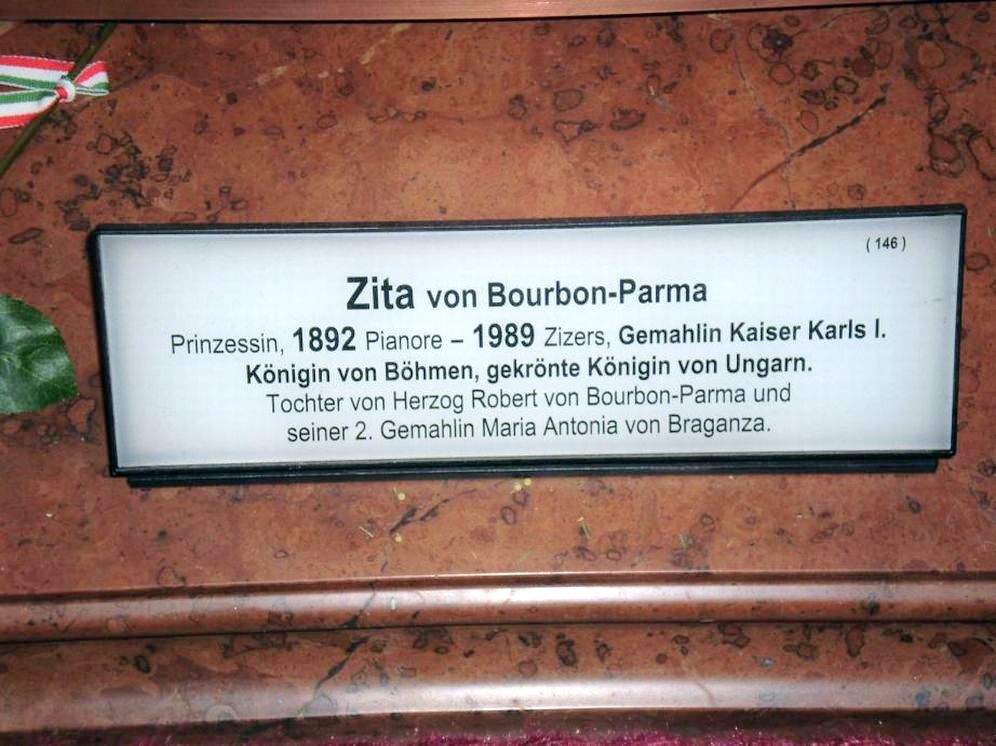 ( 146 )
Zita von Bourbon-Parma
Prinzessin, 1892 Pianore – 1989 Zizers, Gemahlin Kaiser Karls I.
Königin von Böhmen, gekrönte Königin von Ungarn.
Tochter von Herzog Robert von Bourbon-Parma und
seiner 2. Gemahlin Maria Antonia von Braganza.